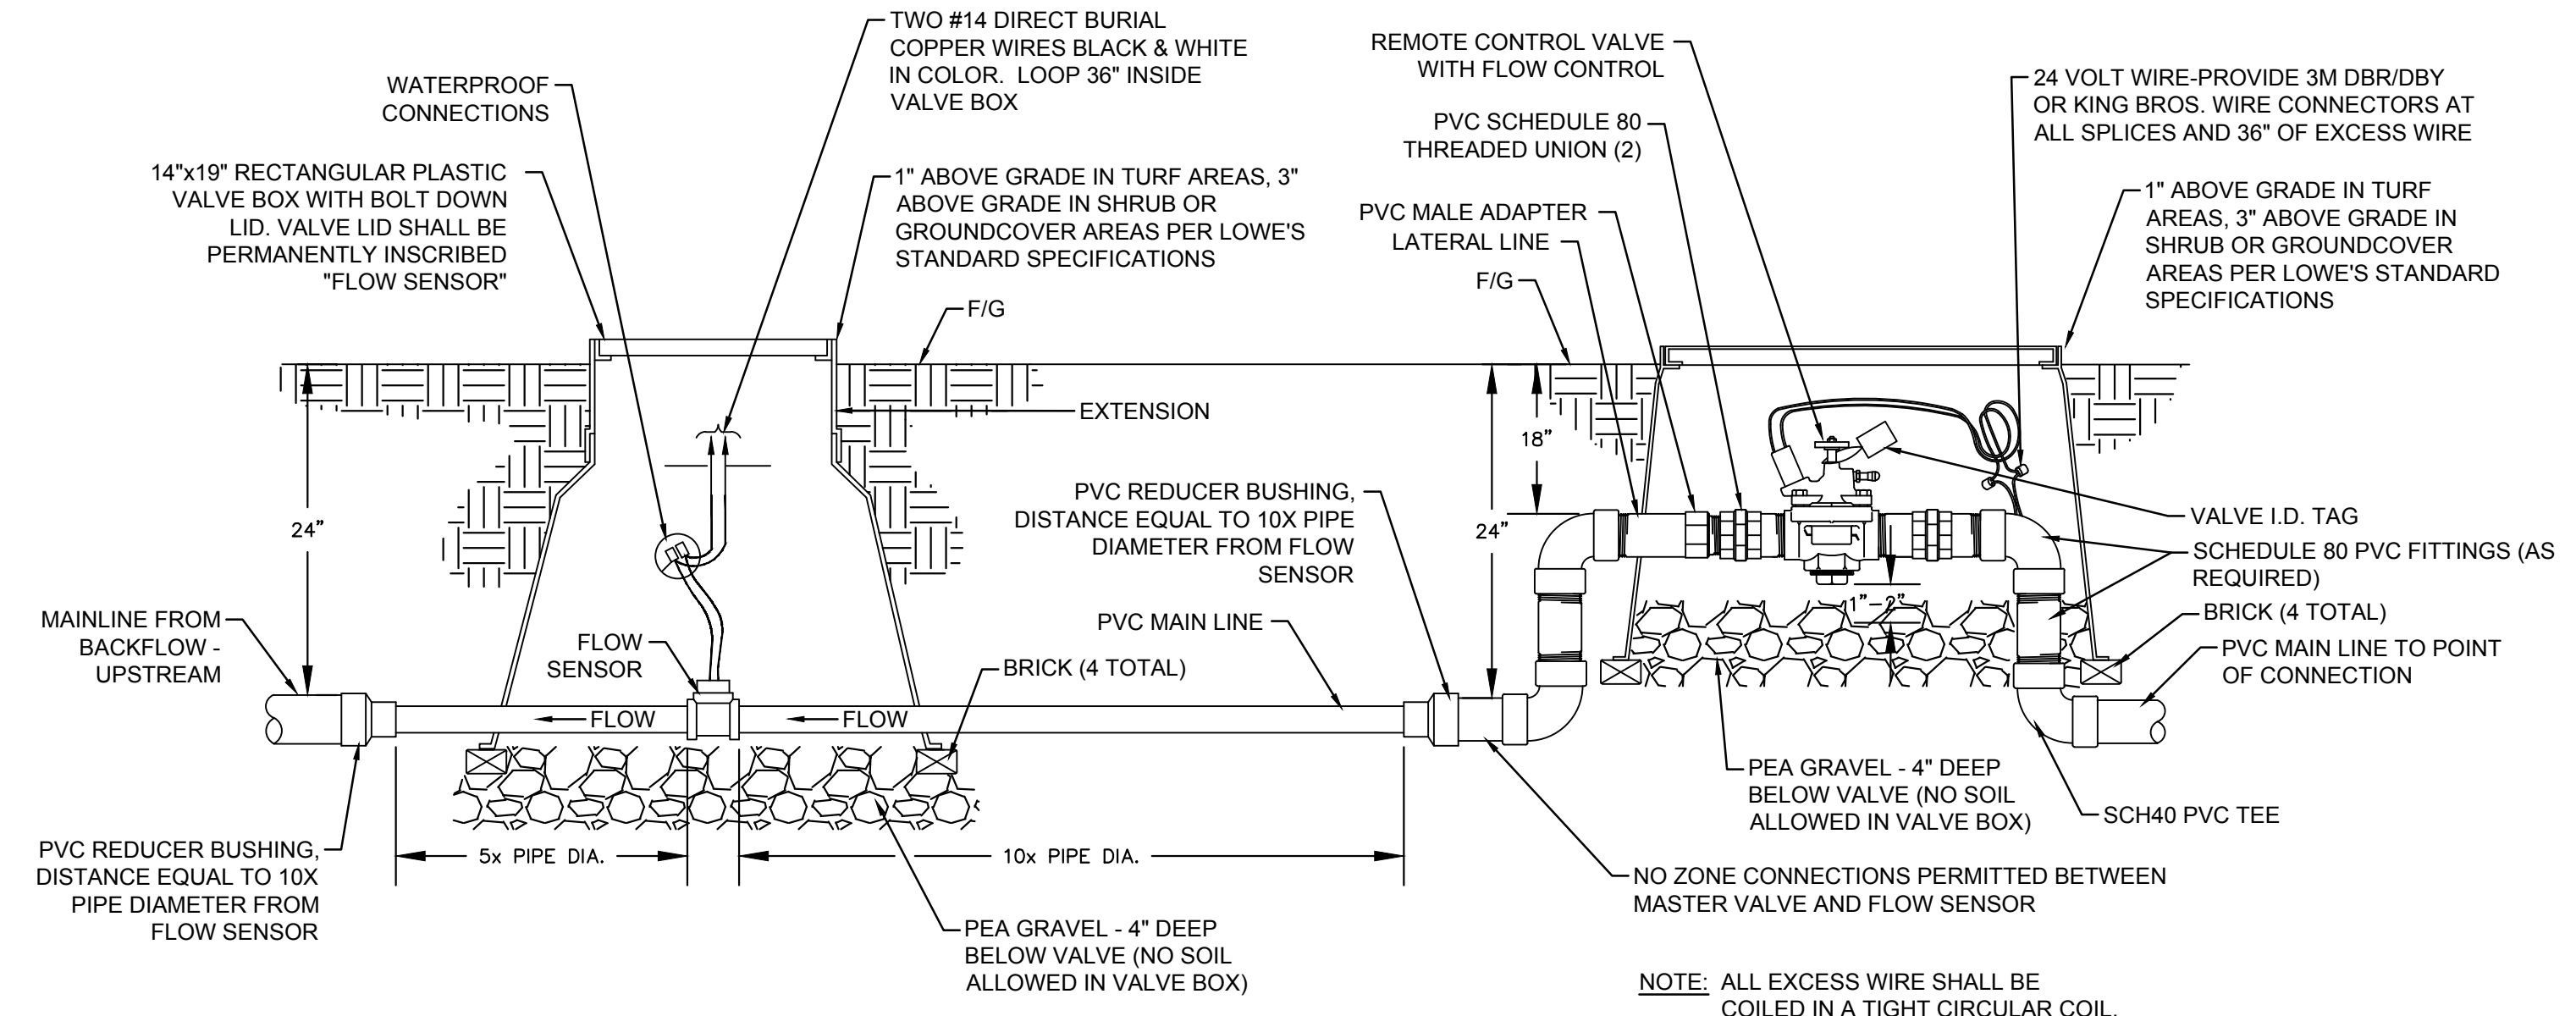 TWO #14 DIRECT BURIAL
COPPER WIRES BLACK & WHITE
IN COLOR.  LOOP 36" INSIDE
VALVE BOX
WATERPROOF
CONNECTIONS
14"x19" RECTANGULAR PLASTIC
VALVE BOX WITH BOLT DOWN
LID. VALVE LID SHALL BE
PERMANENTLY INSCRIBED
"FLOW SENSOR"
1" ABOVE GRADE IN TURF AREAS, 3"
ABOVE GRADE IN SHRUB OR
GROUNDCOVER AREAS PER LOWE'S
STANDARD SPECIFICATIONS
F/G
EXTENSION
24"
MAINLINE FROM
BACKFLOW -
UPSTREAM
FLOW
SENSOR
BRICK (4 TOTAL)
FLOW
FLOW
PVC REDUCER BUSHING,
DISTANCE EQUAL TO 10X
PIPE DIAMETER FROM
FLOW SENSOR
5x PIPE DIA.
10x PIPE DIA.
PEA GRAVEL - 4" DEEP
BELOW VALVE (NO SOIL
ALLOWED IN VALVE BOX)
REMOTE CONTROL VALVE
WITH FLOW CONTROL
PVC SCHEDULE 80
THREADED UNION (2)
PVC MALE ADAPTER
LATERAL LINE
F/G
24 VOLT WIRE-PROVIDE 3M DBR/DBY
OR KING BROS. WIRE CONNECTORS AT
ALL SPLICES AND 36" OF EXCESS WIRE
1" ABOVE GRADE IN TURF
AREAS, 3" ABOVE GRADE IN
SHRUB OR GROUNDCOVER
AREAS PER LOWE'S STANDARD
SPECIFICATIONS
18"
24"
PVC REDUCER BUSHING,
DISTANCE EQUAL TO 10X PIPE
DIAMETER FROM FLOW
SENSOR
PVC MAIN LINE
1"-2"
VALVE I.D. TAG
SCHEDULE 80 PVC FITTINGS (AS
REQUIRED)
BRICK (4 TOTAL)
PVC MAIN LINE TO POINT
OF CONNECTION
PEA GRAVEL - 4" DEEP
BELOW VALVE (NO SOIL
ALLOWED IN VALVE BOX)
SCH40 PVC TEE
NO ZONE CONNECTIONS PERMITTED BETWEEN
MASTER VALVE AND FLOW SENSOR
NOTE: ALL EXCESS WIRE SHALL BE
COILED IN A TIGHT CIRCULAR COIL.